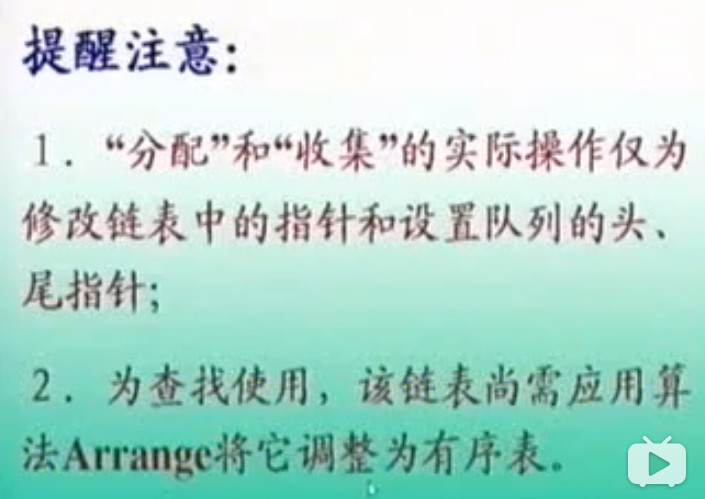 提醒注意:
1.“分配”和“收集”的实际操作仅为
修改链表中的指针和设置队列的头、
尾指针;
2.为查找使用,该链表尚需应用算
法Arrange将它调整为有序表。